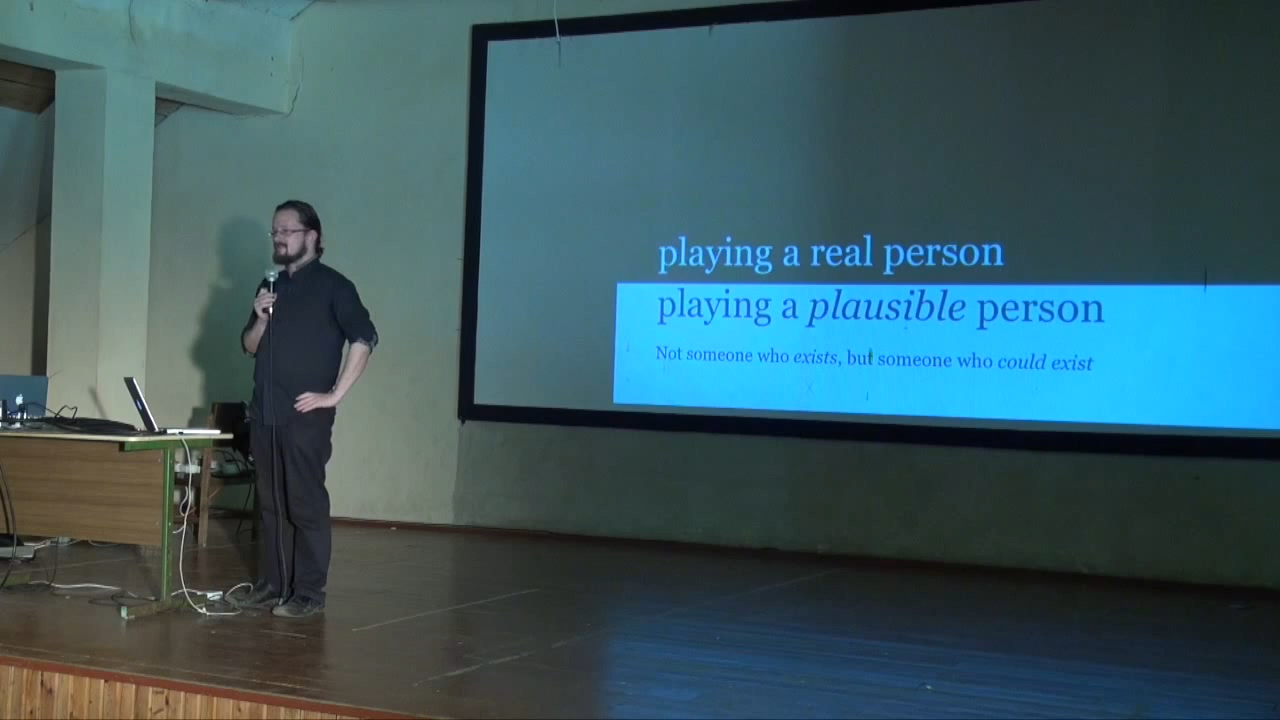 playing a real person
playing a plausible person
Not someone who exists, but someone who could exist